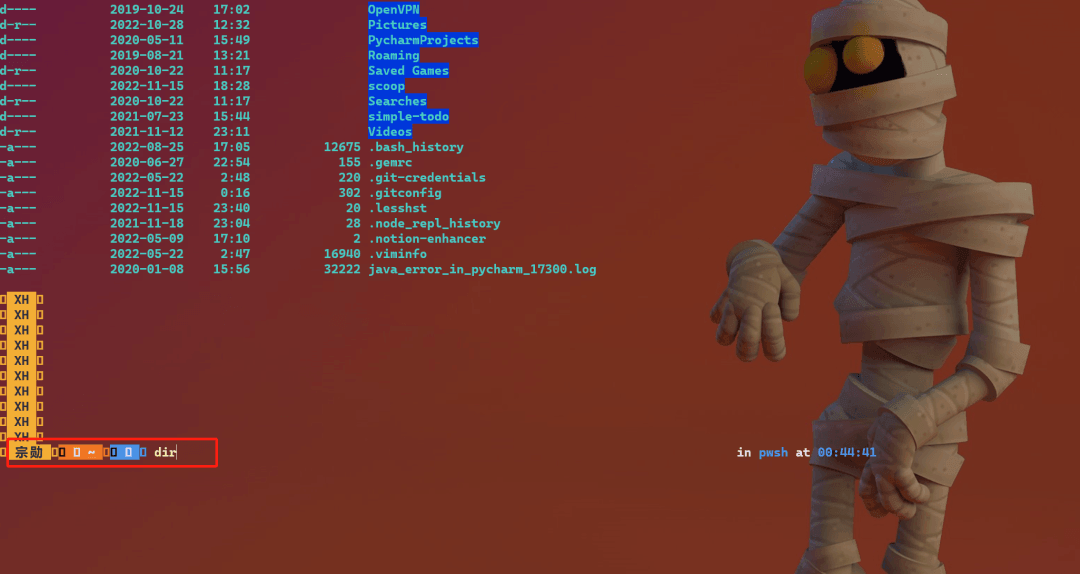 d---- 2019-10-24 17:02 OpenVPN
d-r-- 2022-10-28 12:32 Pictures
d---- 2020-05-11 15:49 PycharmProjects
d---- 2019-08-21 13:21 Roaming
d-r-- 2020-10-22 11:17 Saved Games
d---- 2022-11-15 18:28 scoop
d-r-- 2020-10-22 11:17 Searches
d---- 2021-07-23 15:44 simple-todo
d-r-- 2021-11-12 23:11 Videos
-a--- 2022-08-25 17:05 12675 .bash_history
-a--- 2020-06-27 22:54 155 .gemrc
-a--- 2022-05-22 2:48 220 .git-credentials
-a--- 2022-11-15 0:16 302 .gitconfig
-a--- 2022-11-15 23:40 20 .lesshst
-a--- 2021-11-18 23:04 28 .node_repl_history
-a--- 2022-05-09 17:10 2 .notion-enhancer
-a--- 2022-05-22 2:47 16940 .viminfo
-a--- 2020-01-08 15:56 32222 java_error_in_pycharm_17300.log
XH
XH
XH
XH
XH
XH
XH
XH
XH
XH
宗勋 ~ dir in pwsh at 00:44:41